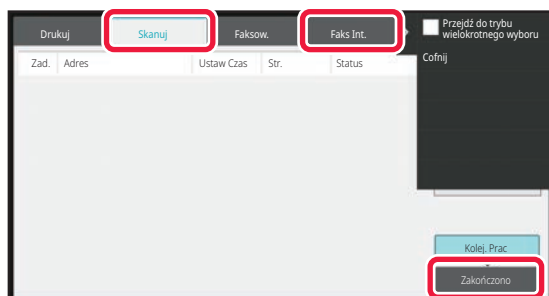 Drukuj
Skanuj
Faksow.
Faks Int.
Przejdź do trybu
wielokrotnego wyboru
Cofnij
Zad. Adres Ustaw Czas Str. Status
Kolej. Prac
Zakończono